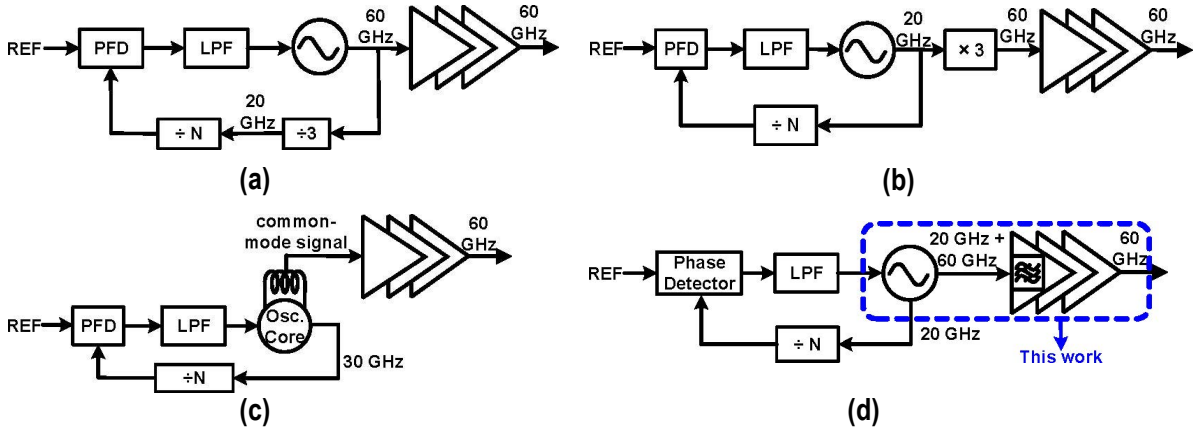 60
GHz
60
GHz
REF
PFD
LPF
20
GHz
÷ N
÷3
(a)
20
GHz
60
GHz
60
GHz
REF
PFD
LPF
× 3
÷ N
(b)
common-
mode signal
60
GHz
REF
PFD
LPF
Osc.
Core
30 GHz
÷N
(c)
20 GHz +
60 GHz
60
GHz
REF
Phase
Detector
LPF
20 GHz
÷ N
This work
(d)